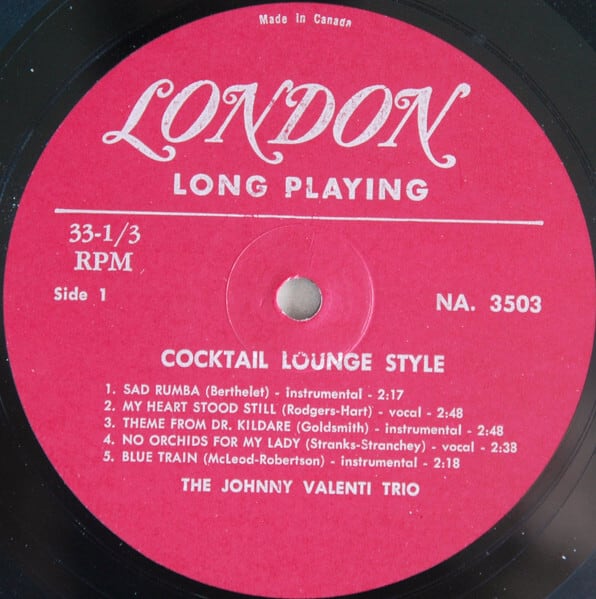 Made in Canada
LONDON
LONG PLAYING
33-1/3
RPM
Side 1
NA. 3503
COCKTAIL LOUNGE STYLE
1. SAD RUMBA (Berthelet) - instrumental - 2:17
2. MY HEART STOOD STILL (Rodgers-Hart) - vocal - 2:48
3. THEME FROM DR. KILDARE (Goldsmith) - instrumental - 2:48
4. NO ORCHIDS FOR MY LADY (Stranks-Stranchey) - vocal - 2:38
5. BLUE TRAIN (McLeod-Robertson) - instrumental - 2:18
THE JOHNNY VALENTI TRIO